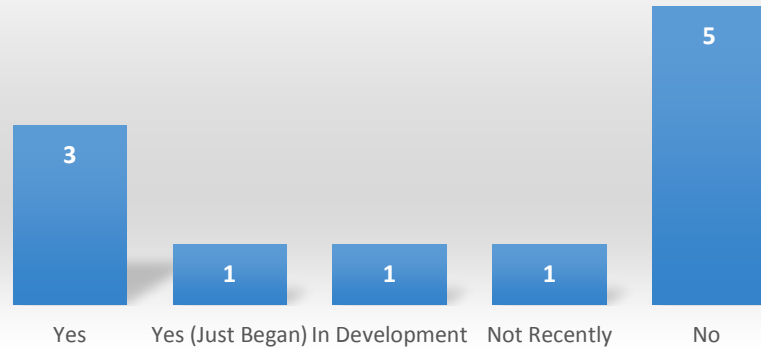 5
3
1 1 1
Yes Yes (Just Began) In Development Not Recently No